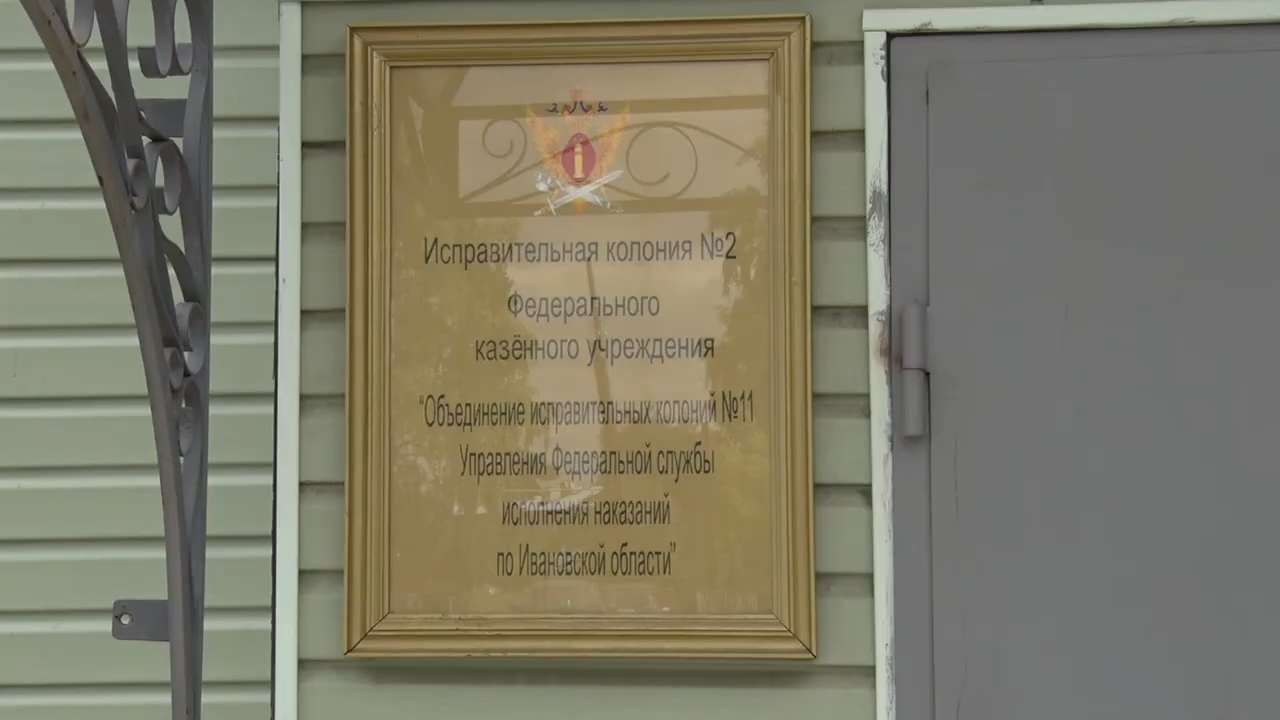 Исправительная колония №2
Федерального
казённого учреждения
“Объединение исправительных колоний №11
Управления Федеральной службы
исполнения наказаний
по Ивановской области”